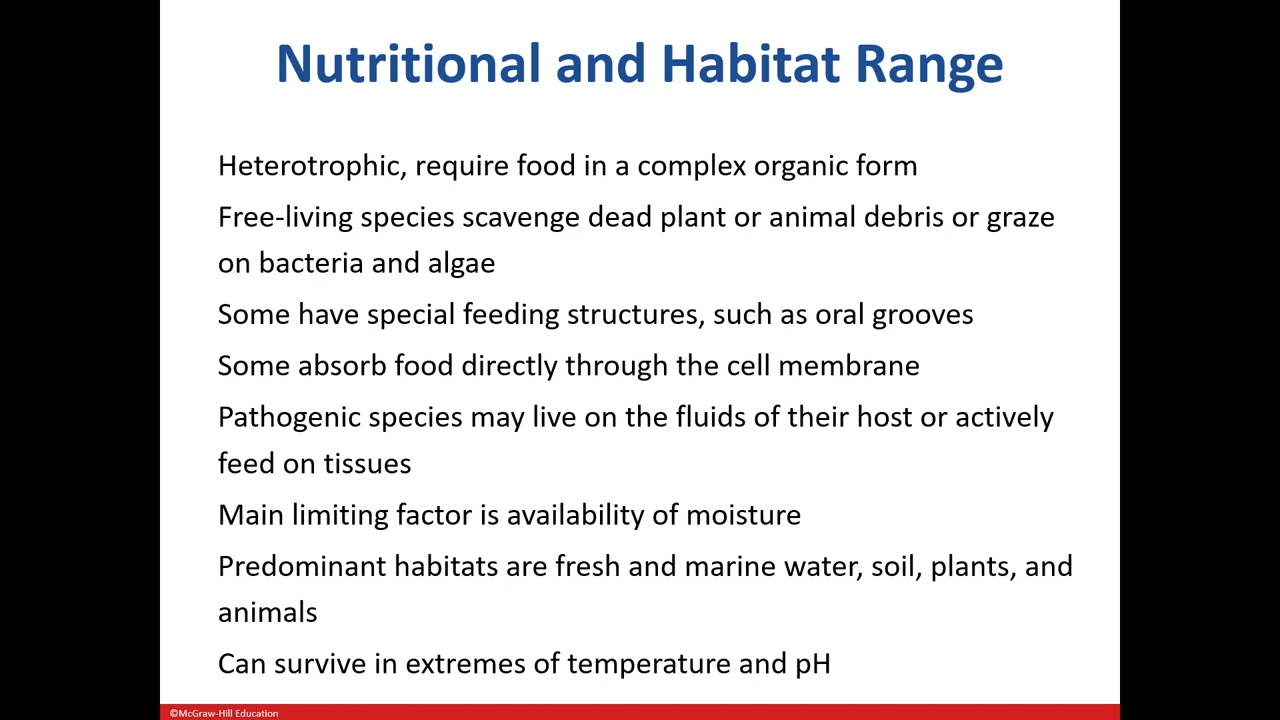 Nutritional and Habitat Range
Heterotrophic, require food in a complex organic form
Free-living species scavenge dead plant or animal debris or graze
on bacteria and algae
Some have special feeding structures, such as oral grooves
Some absorb food directly through the cell membrane
Pathogenic species may live on the fluids of their host or actively
feed on tissues
Main limiting factor is availability of moisture
Predominant habitats are fresh and marine water, soil, plants, and
animals
Can survive in extremes of temperature and pH
©McGraw-Hill Education